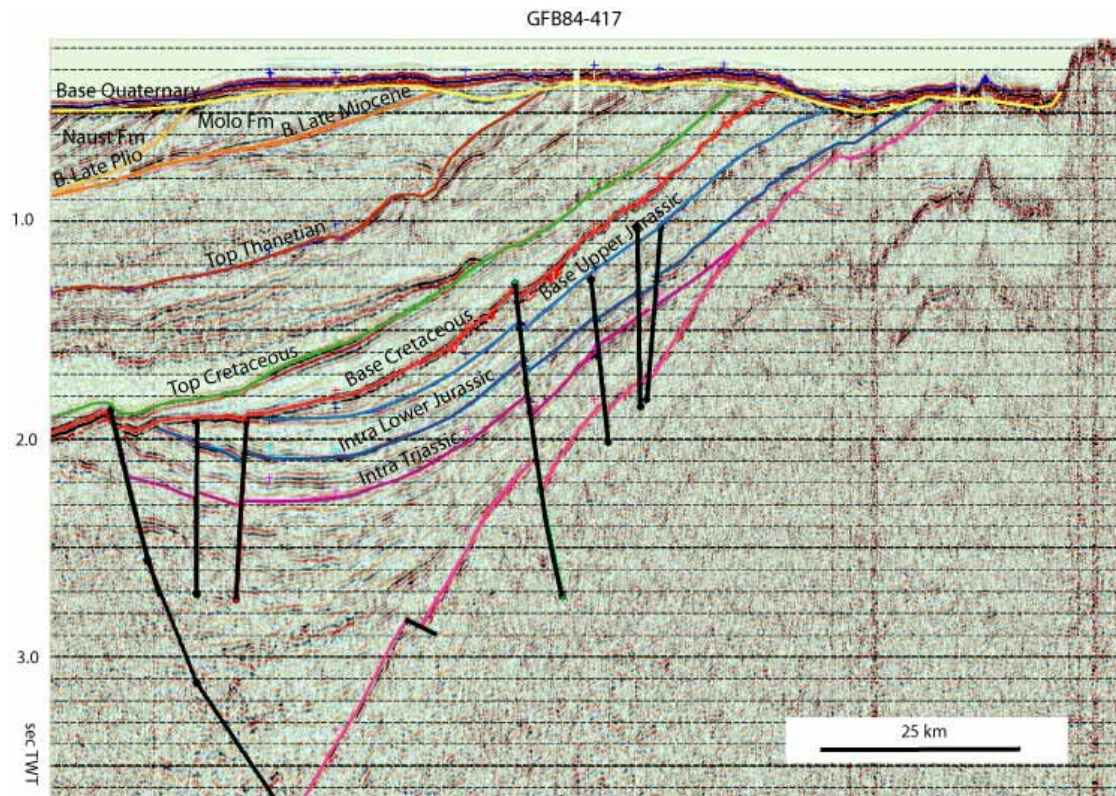 GFB84-417
Base Quaternary
Molo Fm
B. Late Miocene
Naust Fm
B. Late Plio
1.0
Top Thanetian
Base Upper Jurassic
Base Cretaceous
Top Cretaceous
Intra Lower Jurassic
2.0
Intra Triassic
3.0
sec TWT
25 km